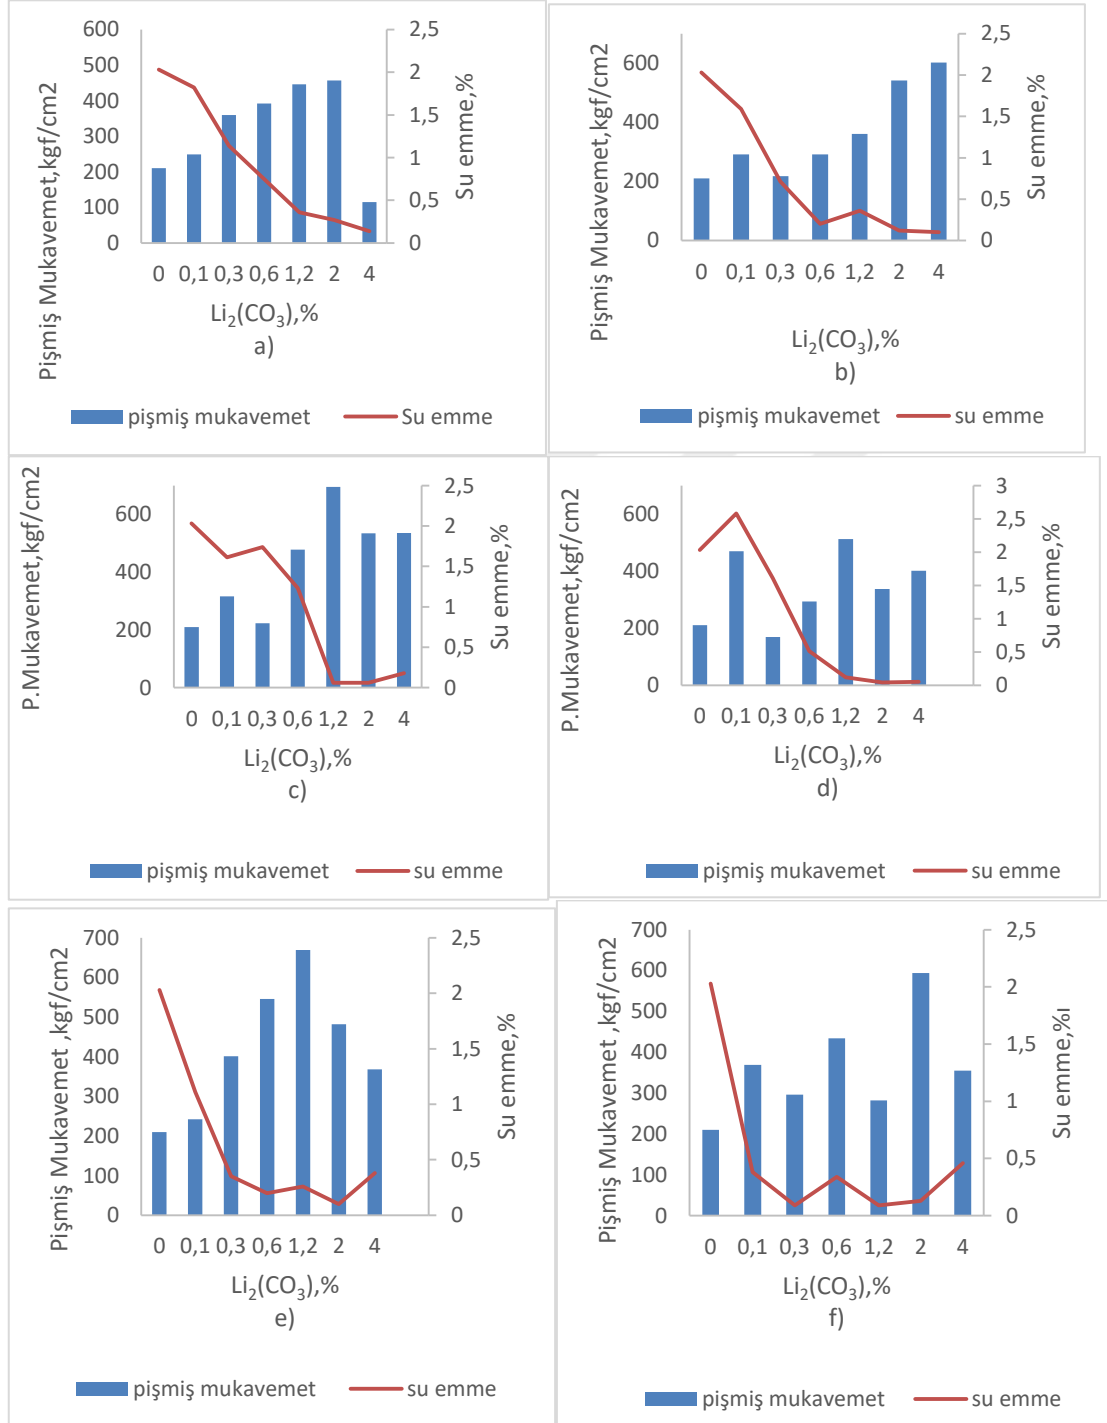 600
500
400
300
200
100
0
Pişmiş Mukavemet,kgf/cm2
2,5
2
1,5
1
0,5
0
Su emme,%
0 0,1 0,3 0,6 1,2 2 4
Li₂(CO₃),%
a)
pişmiş mukavemet Su emme
600
400
200
0
Pişmiş Mukavemet,kgf/cm2
2,5
2
1,5
1
0,5
0
Su emme,%
0 0,1 0,3 0,6 1,2 2 4
Li₂(CO₃),%
b)
pişmiş mukavemet su emme
600
400
200
0
P.Mukavemet,kgf/cm2
2,5
2
1,5
1
0,5
0
Su emme,%
0 0,1 0,3 0,6 1,2 2 4
Li₂(CO₃),%
c)
pişmiş mukavemet su emme
600
400
200
0
P.Mukavemet,kgf/cm2
3
2,5
2
1,5
1
0,5
0
Su emme,%
0 0,1 0,3 0,6 1,2 2 4
Li₂(CO₃),%
d)
pişmiş mukavemet su emme
700
600
500
400
300
200
100
0
Pişmiş Mukavemet ,kgf/cm2
2,5
2
1,5
1
0,5
0
Su emme,%
0 0,1 0,3 0,6 1,2 2 4
Li₂(CO₃),%
e)
pişmiş mukavemet su emme
700
600
500
400
300
200
100
0
Pişmiş Mukavemet ,kgf/cm2
2,5
2
1,5
1
0,5
0
Su emme,%ı
0 0,1 0,3 0,6 1,2 2 4
Li₂(CO₃),%
f)
pişmiş mukavemet su emme